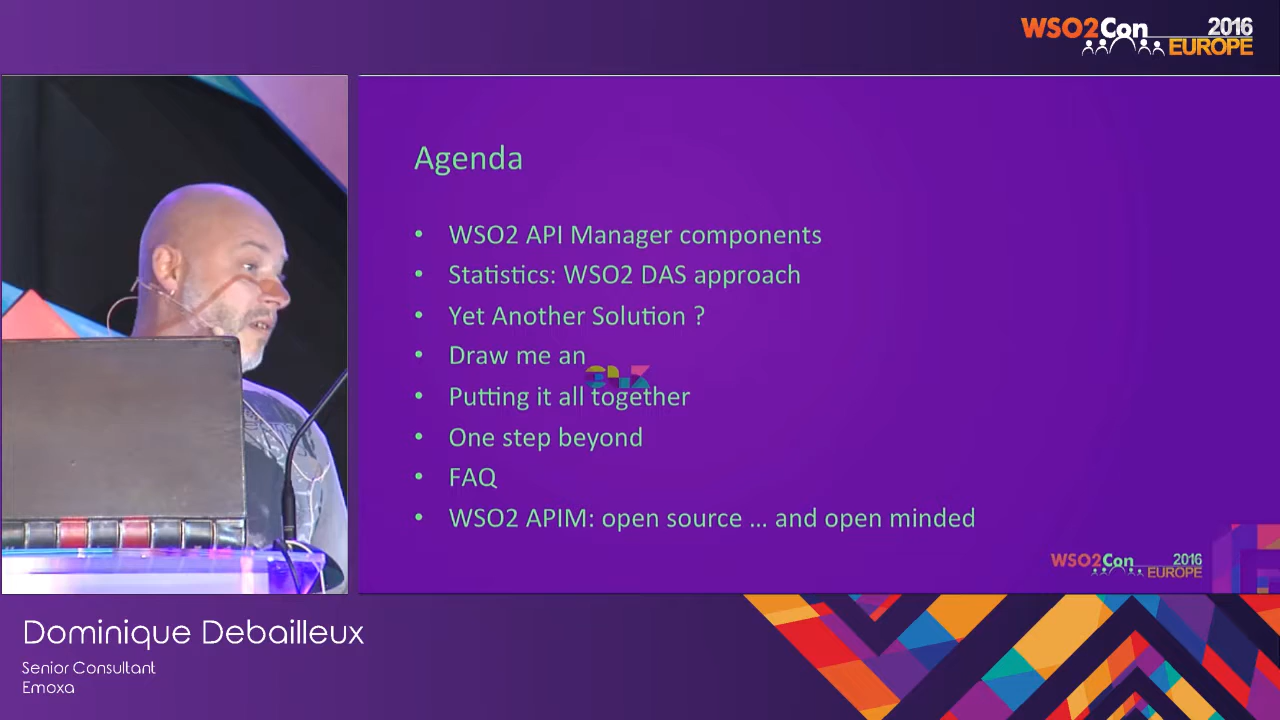 WSO2Con 2016
EUROPE
Agenda
• WSO2 API Manager components
• Statistics: WSO2 DAS approach
• Yet Another Solution ?
• Draw me an
elk
• Putting it all together
• One step beyond
• FAQ
• WSO2 APIM: open source ... and open minded
WSO2Con 2016
EUROPE
Dominique Debailleux
Senior Consultant
Emoxa